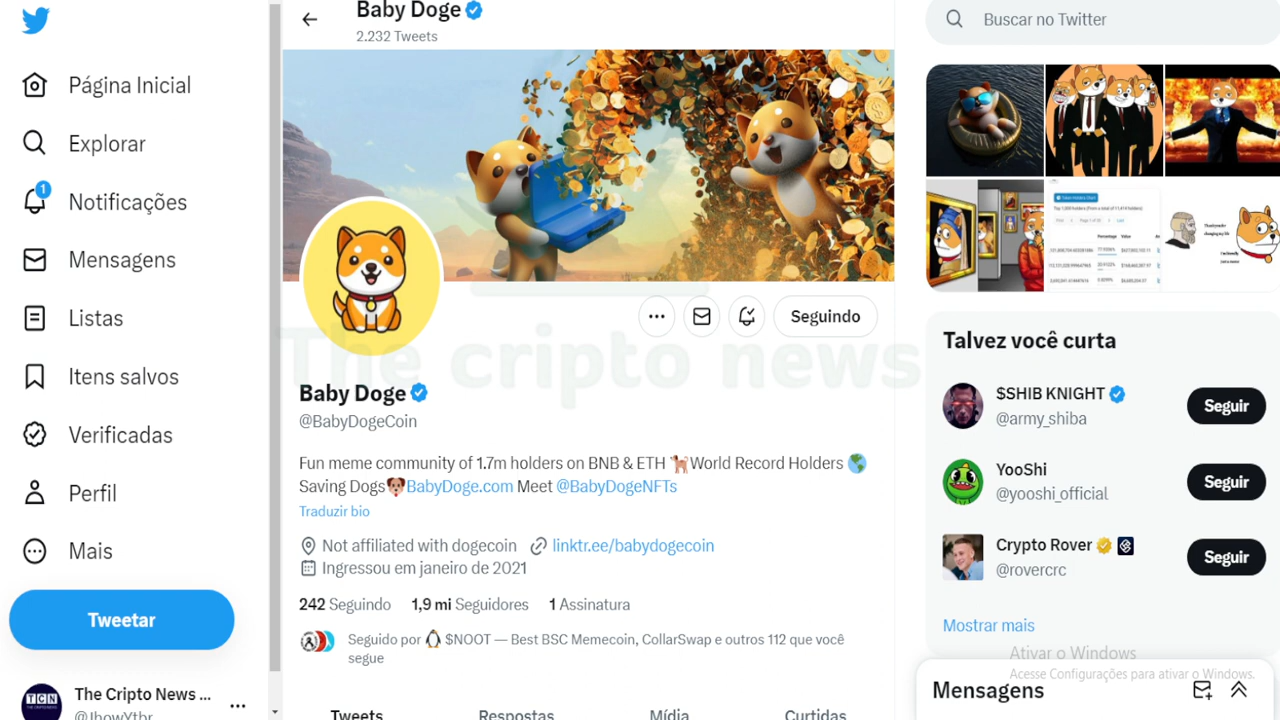 Baby Doge
2.232 Tweets
Página Inicial
Explorar
1
Notificações
Mensagens
Listas
Itens salvos
Verificadas
Perfil
Mais
Tweetar
TCN
The Cripto News ...
@JhowYtbr
Seguindo
The cripto news
Baby Doge
@BabyDogeCoin
Fun meme community of 1.7m holders on BNB & ETH 🐕World Record Holders 🌎
Saving Dogs🐶BabyDoge.com Meet @BabyDogeNFTs
Traduzir bio
Not affiliated with dogecoin linktr.ee/babydogecoin
Ingressou em janeiro de 2021
242 Seguindo 1,9 mi Seguidores 1 Assinatura
Seguido por 🐧 $NOOT — Best BSC Memecoin, CollarSwap e outros 112 que você
segue
Tweets Respostas Mídia Curtidas
Buscar no Twitter
Percentage Value
Talvez você curta
$SHIB KNIGHT
@army_shiba
Seguir
YooShi
@yooshi_official
Seguir
Crypto Rover
@rovercrc
Seguir
Mostrar mais
Ativar o Windows
Acesse Configurações para ativar o Windows.
Mensagens